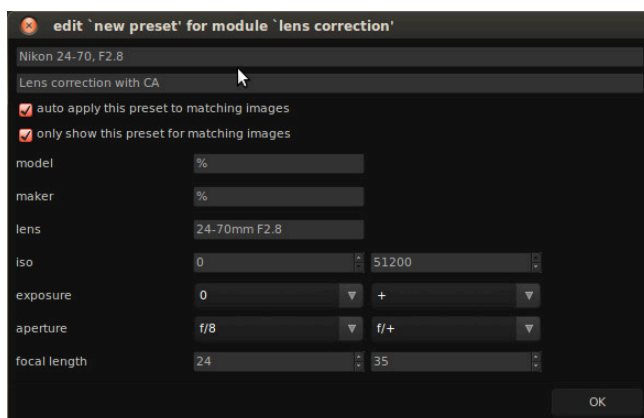 edit `new preset' for module `lens correction'
Nikon 24-70, F2.8
Lens correction with CA
auto apply this preset to matching images
only show this preset for matching images
model %
maker %
lens 24-70mm F2.8
iso 0 51200
exposure 0 +
aperture f/8 f/+
focal length 24 35
OK